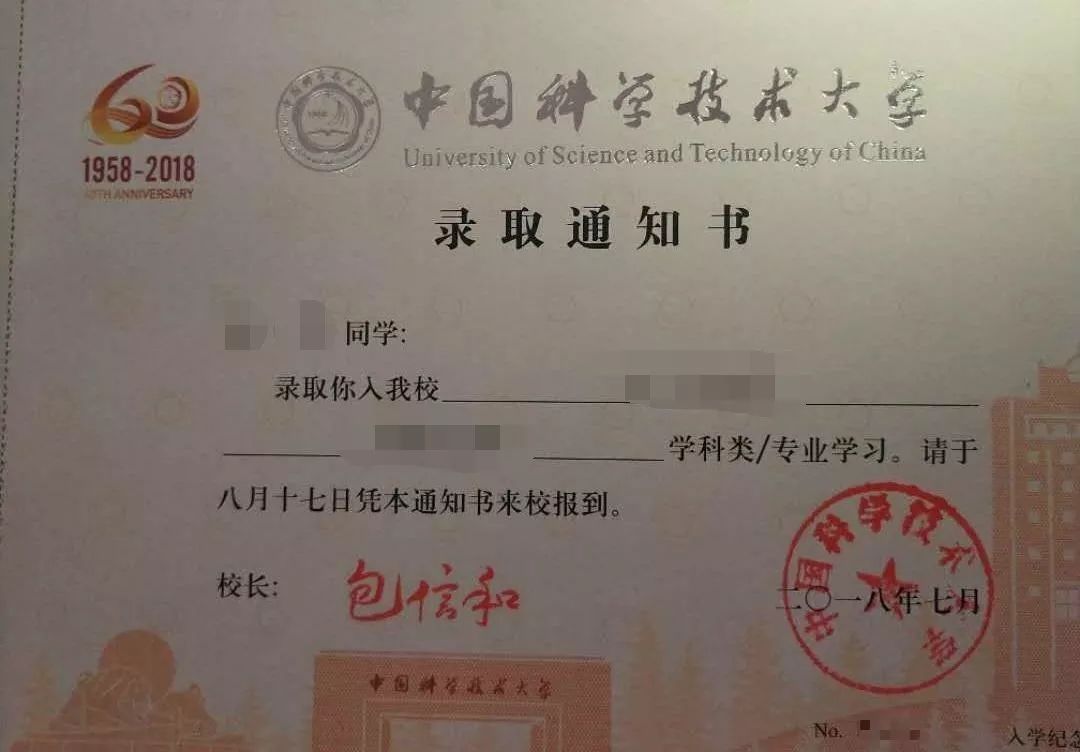 1958-2018
60TH ANNIVERSARY
中国科学技术大学
University of Science and Technology of China
录取通知书
同学:
录取你入我校
学科类/专业学习。请于
八月十七日凭本通知书来校报到。
校长:
包信和
中国科学技术大学
二〇一八年七日
中国科学技术大学
No.
入学纪念